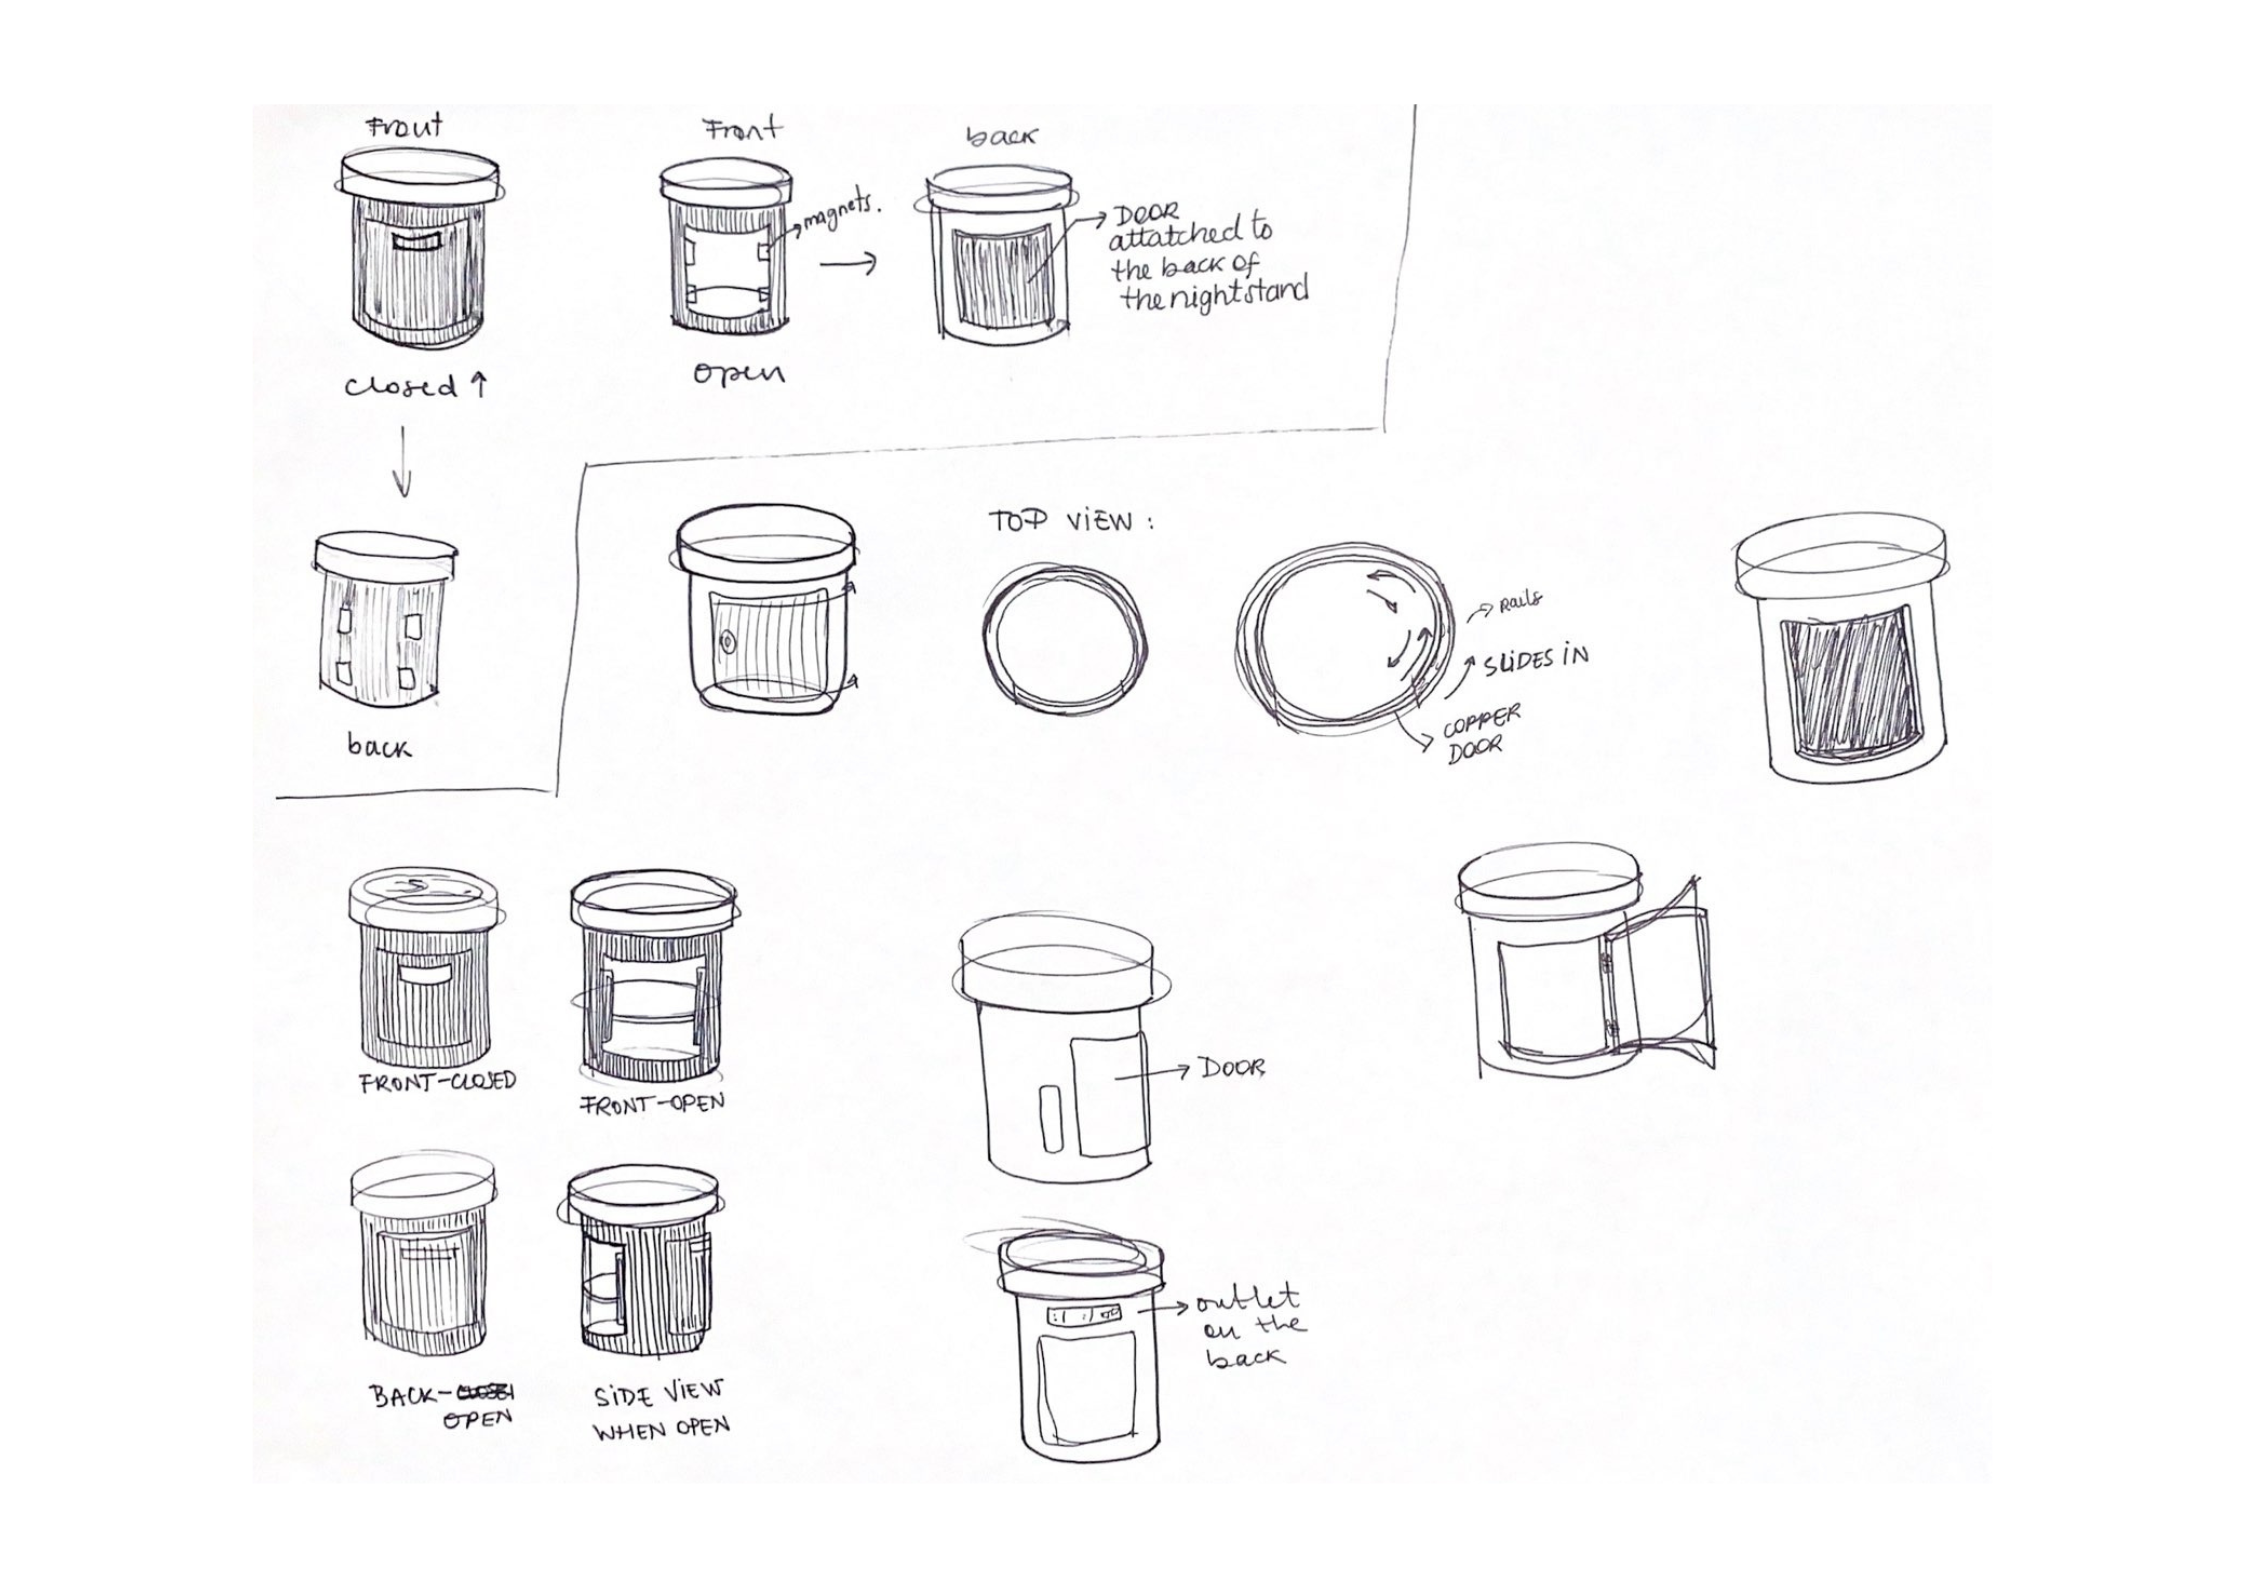 Front
Front
back
magnets.
DOOR
attatched to
the back of
the nightstand
closed
open
back
TOP VIEW:
rails
SLIDES IN
COPPER
DOOR
FRONT-CLOSED
FRONT-OPEN
DOOR
BACK-
OPEN
SIDE VIEW
WHEN OPEN
outlet
on the
back